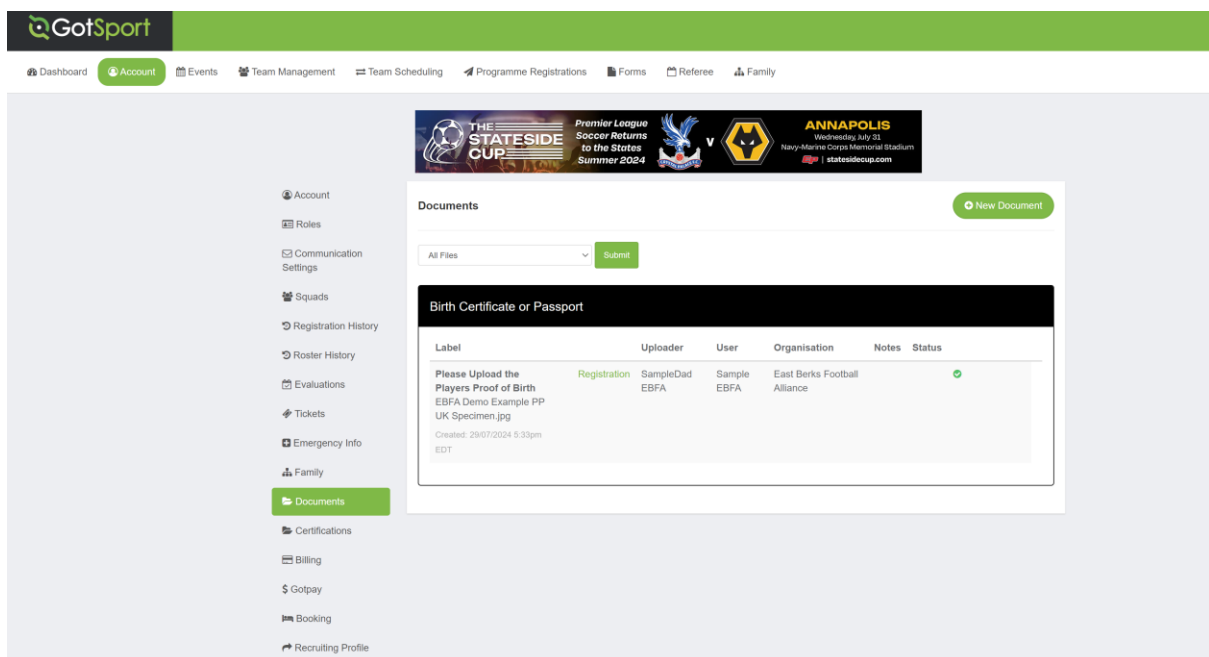 GotSport
Dashboard Account Events Team Management Team Scheduling Programme Registrations Forms Referee Family
THE
STATESIDE
CUP
Premier League
Soccer Returns
to the States
Summer 2024
V
ANNAPOLIS
Wednesday, July 31
Navy-Marine Corps Memorial Stadium
| statesidecup.com
Account
Roles
Communication
Settings
Squads
Registration History
Roster History
Evaluations
Tickets
Emergency Info
Family
Documents
Certifications
Billing
$ Gotpay
Booking
Recruiting Profile
Documents
New Document
All Files
Submit
Birth Certificate or Passport
Label Uploader User Organisation Notes Status
Please Upload the Registration SampleDad Sample East Berks Football
Players Proof of Birth EBFA EBFA Alliance
EBFA Demo Example PP
UK Specimen.jpg
Created: 29/07/2024 5:33pm
EDT